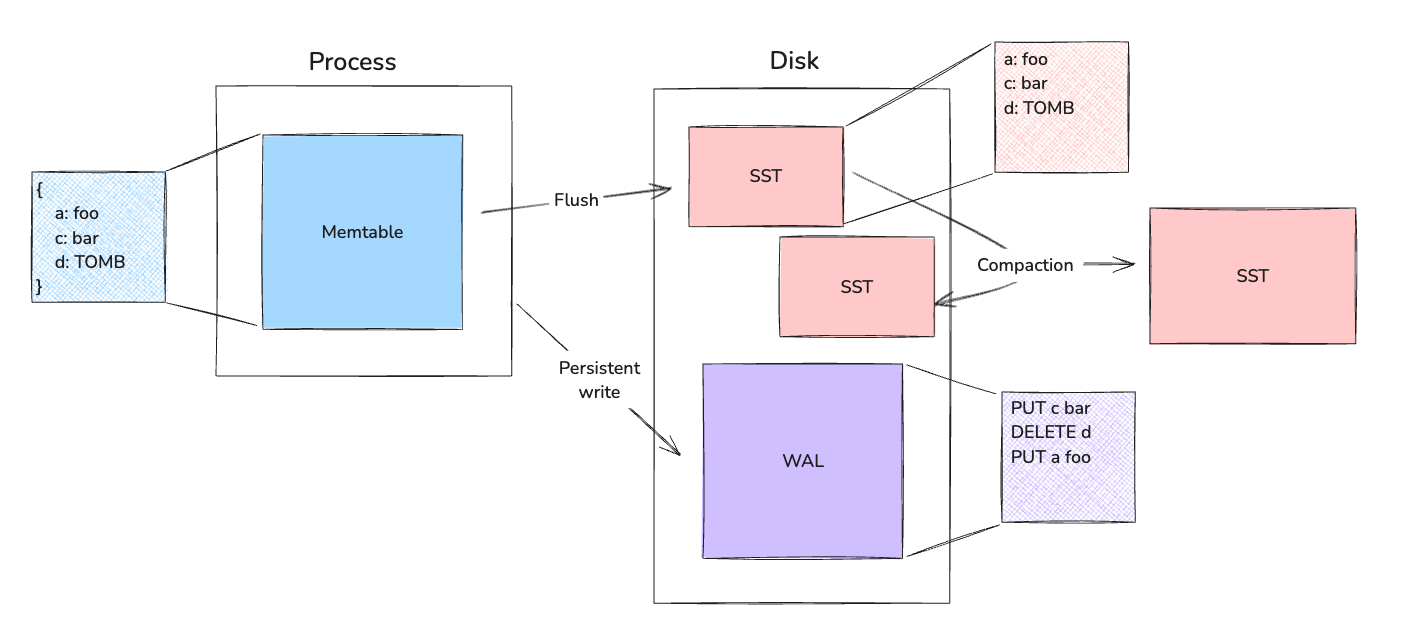 Process
Disk
{
a: foo
c: bar
d: TOMB
}
Memtable
Flush
Persistent
write
SST
SST
WAL
a: foo
c: bar
d: TOMB
Compaction
SST
PUT c bar
DELETE d
PUT a foo